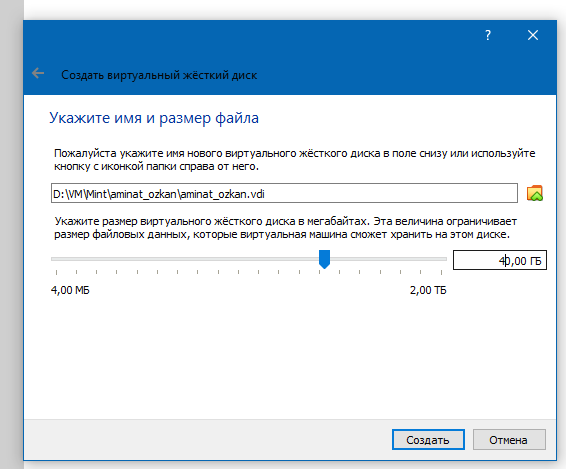 ?
Создать виртуальный жёсткий диск
Укажите имя и размер файла
Пожалуйста укажите имя нового виртуального жёсткого диска в поле снизу или используйте
кнопку с иконкой папки справа от него.
D:\VM\Mint\aminat_ozkan\aminat_ozkan.vdi
Укажите размер виртуального жёсткого диска в мегабайтах. Эта величина ограничивает
размер файловых данных, которые виртуальная машина сможет хранить на этом диске.
40,00 ГБ
4,00 МБ 2,00 ТБ
Создать Отмена